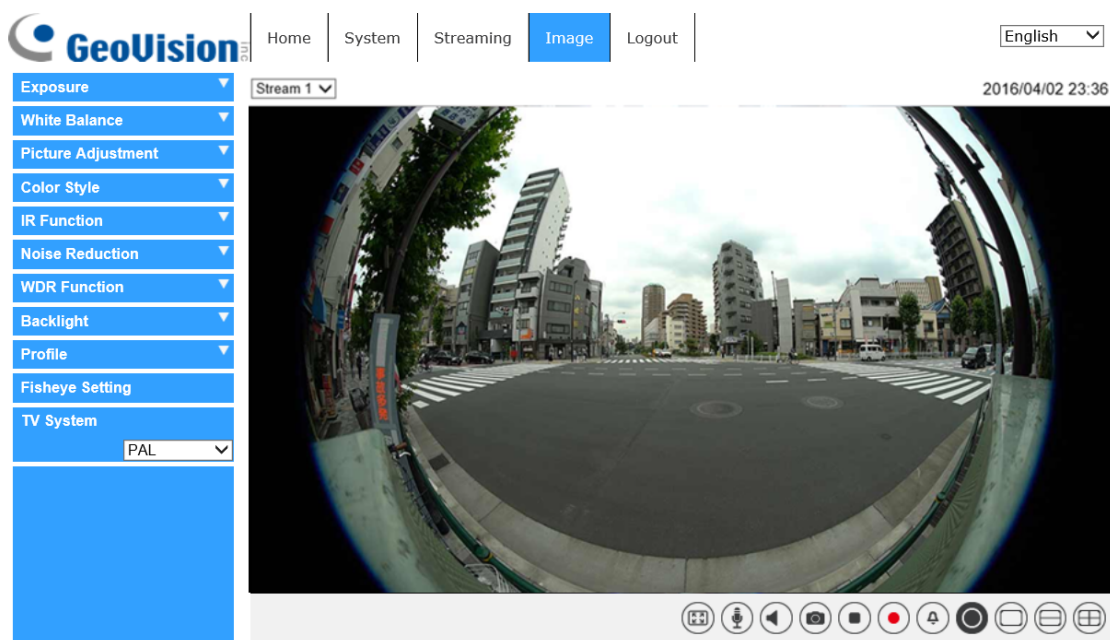 GeoVision inc
Home
System
Streaming
Image
Logout
English
Exposure
White Balance
Picture Adjustment
Color Style
IR Function
Noise Reduction
WDR Function
Backlight
Profile
Fisheye Setting
TV System
PAL
Stream 1
2016/04/02 23:36